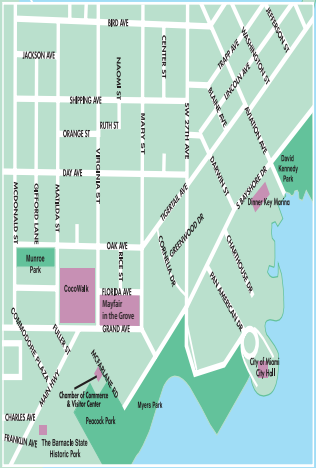 BIRD AVE
JEFFERSON ST
WASHINGTON ST
TRAPP AVE
LINCOLN AVE
CENTER ST
JACKSON AVE
NAOMI ST
BLAINE AVE
AVIATION AVE
SHIPPING AVE
SW 27TH AVE
MARY ST
RUTH ST
ORANGE ST
VIRGINIA ST
DAY AVE
DARWIN ST
S BAYSHORE DR
David
Kennedy
Park
Dinner Key Marina
MCDONALD ST
GIFFORD LANE
MATILDA ST
TIGERTAIL AVE
GREENWOOD DR
CORNELIA DR
CHARTHOUSE DR
OAK AVE
RICE ST
Munroe
Park
CocoWalk
FLORIDA AVE
Mayfair
in the Grove
PAN AMERICAN DR
GRAND AVE
COMMODORE PLAZA
FULLER ST
MAIN HWY
MCFARLANE RD
City of Miami
City Hall
Chamber of Commerce
& Visitor Center
Myers Park
Peacock Park
CHARLES AVE
FRANKLIN AVE
The Barnacle State
Historic Park